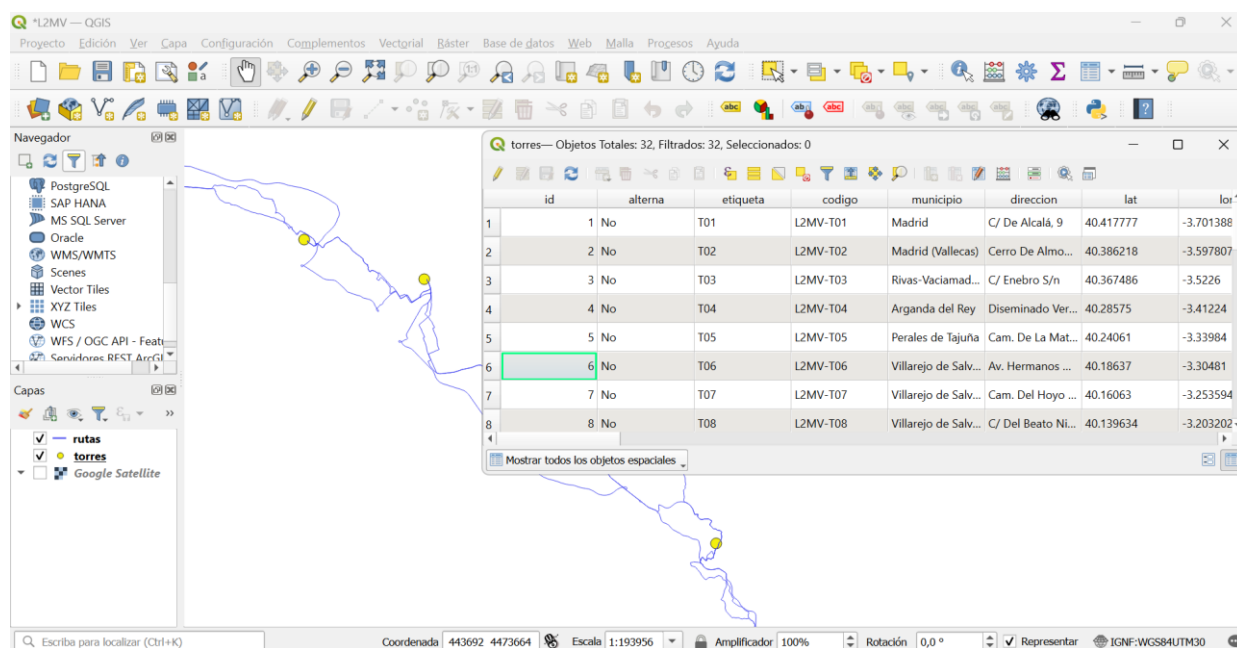 *L2MV — QGIS
Proyecto Edición Ver Capa Configuración Complementos Vectorial Ráster Base de datos Web Malla Procesos Ayuda
Navegador
PostgreSQL
SAP HANA
MS SQL Server
Oracle
WMS/WMTS
Scenes
Vector Tiles
XYZ Tiles
WCS
WFS / OGC API - Featu
Servidores REST ArcGI
Capas
rutas
torres
Google Satellite
torres— Objetos Totales: 32, Filtrados: 32, Seleccionados: 0
id alterna etiqueta codigo municipio direccion lat lon
1 1 No T01 L2MV-T01 Madrid C/ De Alcalá, 9 40.417777 -3.701388
2 2 No T02 L2MV-T02 Madrid (Vallecas) Cerro De Almo... 40.386218 -3.597807
3 3 No T03 L2MV-T03 Rivas-Vaciamad... C/ Enebro S/n 40.367486 -3.5226
4 4 No T04 L2MV-T04 Arganda del Rey Diseminado Ver... 40.28575 -3.41224
5 5 No T05 L2MV-T05 Perales de Tajuña Cam. De La Mat... 40.24061 -3.33984
6 6 No T06 L2MV-T06 Villarejo de Salv... Av. Hermanos ... 40.18637 -3.30481
7 7 No T07 L2MV-T07 Villarejo de Salv... Cam. Del Hoyo ... 40.16063 -3.253594
8 8 No T08 L2MV-T08 Villarejo de Salv... C/ Del Beato Ni... 40.139634 -3.203202
Mostrar todos los objetos espaciales
Escriba para localizar (Ctrl+K) Coordenada 443692 4473664 Escala 1:193956 Amplificador 100% Rotación 0,0 ° Representar IGNF:WGS84UTM30